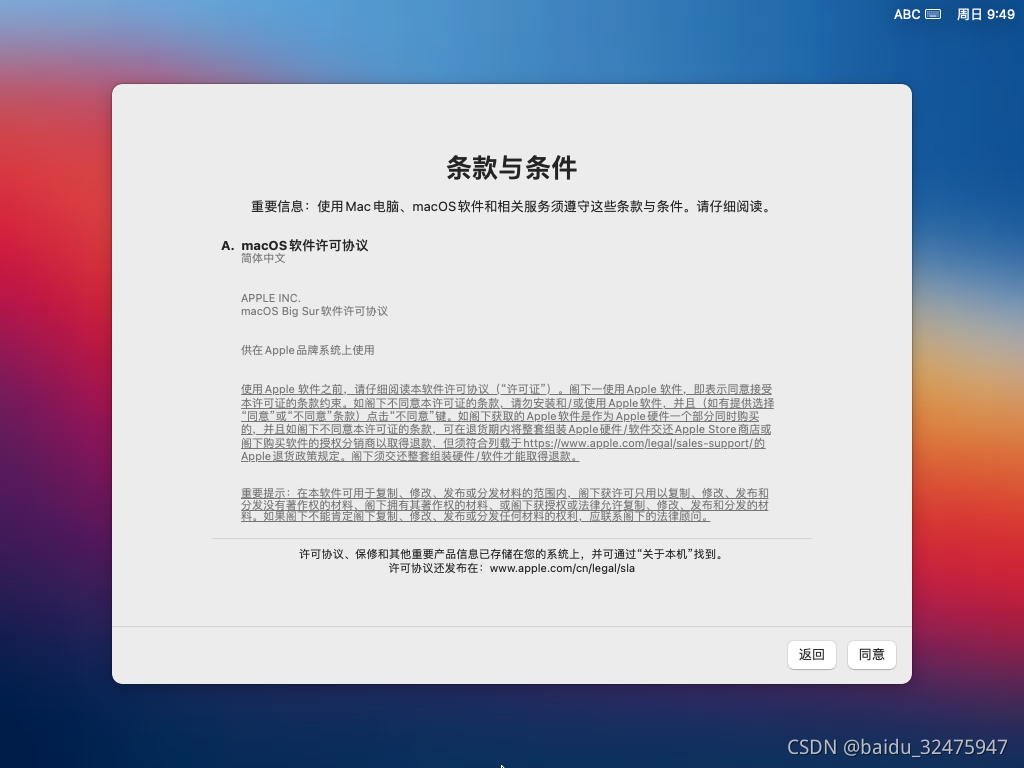 ABC 周日 9:49
条款与条件
重要信息：使用Mac电脑、macOS软件和相关服务须遵守这些条款与条件。请仔细阅读。
A. macOS软件许可协议
简体中文
APPLE INC.
macOS Big Sur软件许可协议
供在Apple品牌系统上使用
使用Apple 软件之前，请仔细阅读本软件许可协议（“许可证”）。阁下一使用Apple 软件，即表示同意接受
本许可证的条款约束。如阁下不同意本许可证的条款，请勿安装和/或使用Apple软件，并且（如有提供选择
“同意”或“不同意”条款）点击“不同意”键。如阁下获取的Apple软件是作为Apple硬件一个部分同时购买
的，并且如阁下不同意本许可证的条款，可在退货期内将整套组装Apple硬件/软件交还Apple Store商店或
阁下购买软件的授权分销商以取得退款，但须符合列载于https://www.apple.com/legal/sales-support/的
Apple退货政策规定。阁下须交还整套组装硬件/软件才能取得退款。
重要提示：在本软件可用于复制、修改、发布或分发材料的范围内，阁下获许可只用以复制、修改、发布和
分发没有著作权的材料、阁下拥有其著作权的材料、或阁下获授权或法律允许复制、修改、发布和分发的材
料。如果阁下不能肯定阁下复制、修改、发布或分发任何材料的权利，应联系阁下的法律顾问。
许可协议、保修和其他重要产品信息已存储在您的系统上，并可通过“关于本机”找到。
许可协议还发布在：www.apple.com/cn/legal/sla
返回 同意
CSDN @baidu_32475947